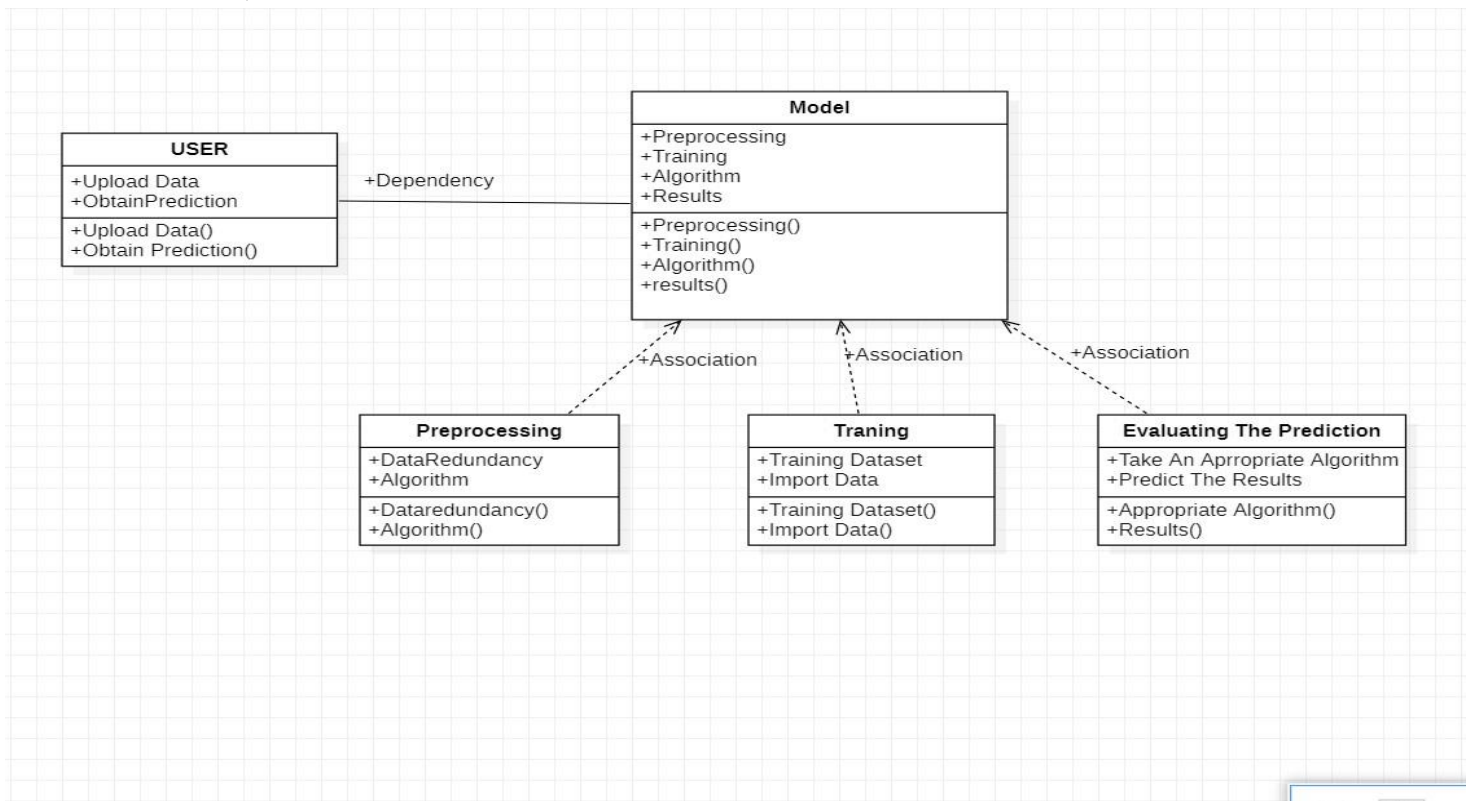 USER
+Upload Data
+ObtainPrediction
+Upload Data()
+Obtain Prediction()
+Dependency
Model
+Preprocessing
+Training
+Algorithm
+Results
+Preprocessing()
+Training()
+Algorithm()
+results()
+Association
+Association
+Association
Preprocessing
+DataRedundancy
+Algorithm
+Dataredundancy()
+Algorithm()
Traning
+Training Dataset
+Import Data
+Training Dataset()
+Import Data()
Evaluating The Prediction
+Take An Aprropriate Algorithm
+Predict The Results
+Appropriate Algorithm()
+Results()